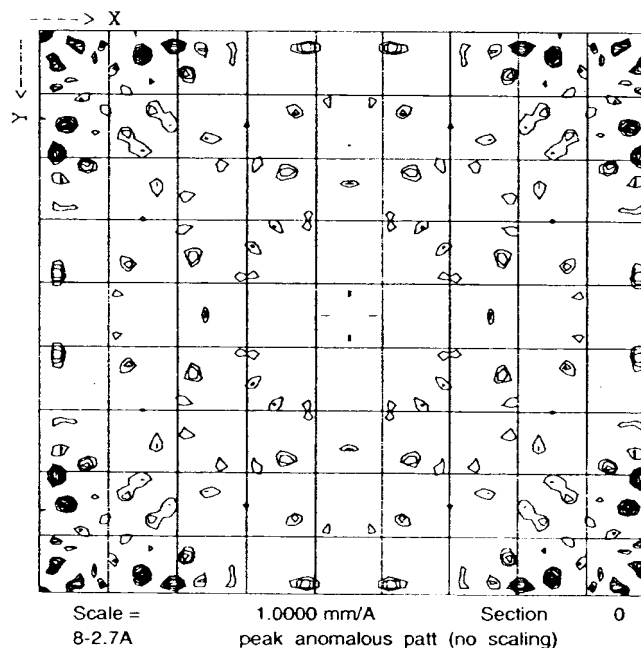 ----> X
Y <----
Scale = 1.0000 mm/A Section 0
8-2.7A peak anomalous patt (no scaling)